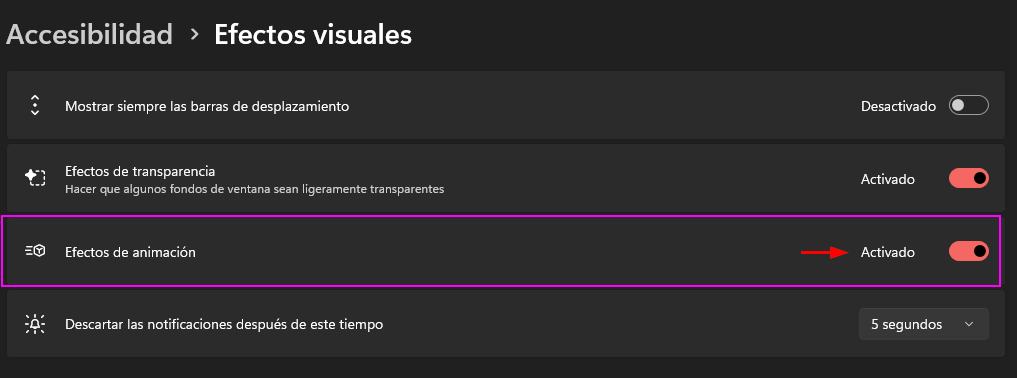 Accesibilidad > Efectos visuales
Mostrar siempre las barras de desplazamiento Desactivado
Efectos de transparencia
Hacer que algunos fondos de ventana sean ligeramente transparentes
Activado
Efectos de animación Activado
Descartar las notificaciones después de este tiempo 5 segundos